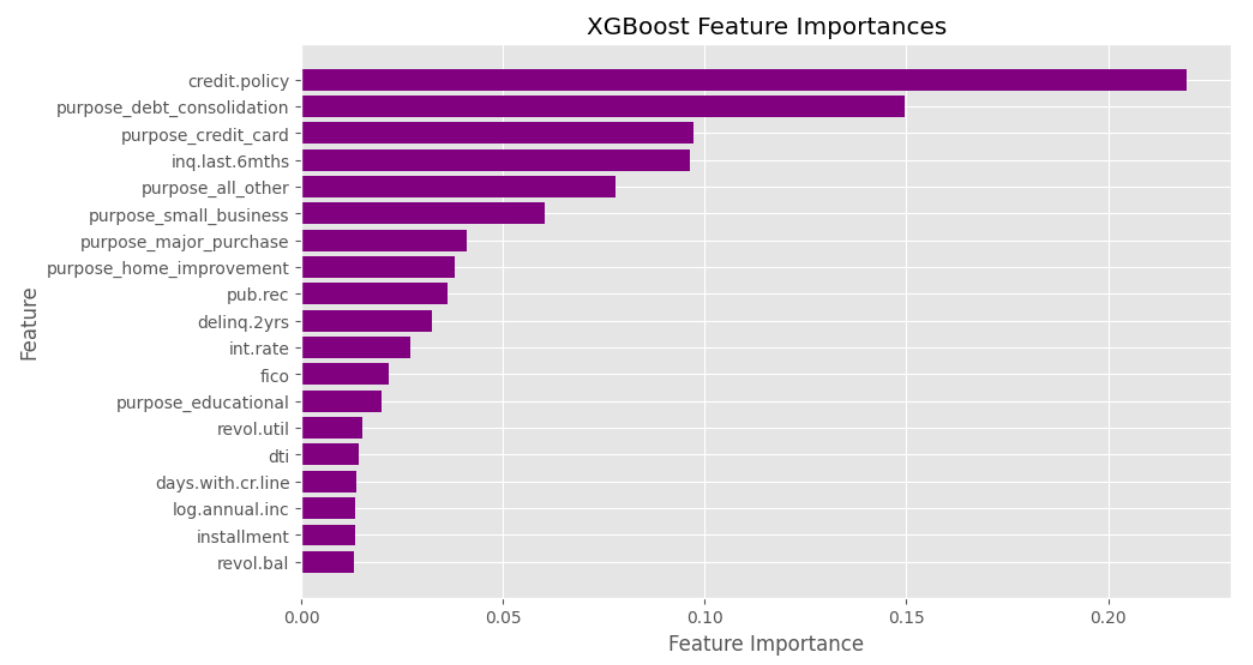 XGBoost Feature Importances
Feature
credit.policy
purpose_debt_consolidation
purpose_credit_card
inq.last.6mths
purpose_all_other
purpose_small_business
purpose_major_purchase
purpose_home_improvement
pub.rec
delinq.2yrs
int.rate
fico
purpose_educational
revol.util
dti
days.with.cr.line
log.annual.inc
installment
revol.bal
0.00 0.05 0.10 0.15 0.20
Feature Importance